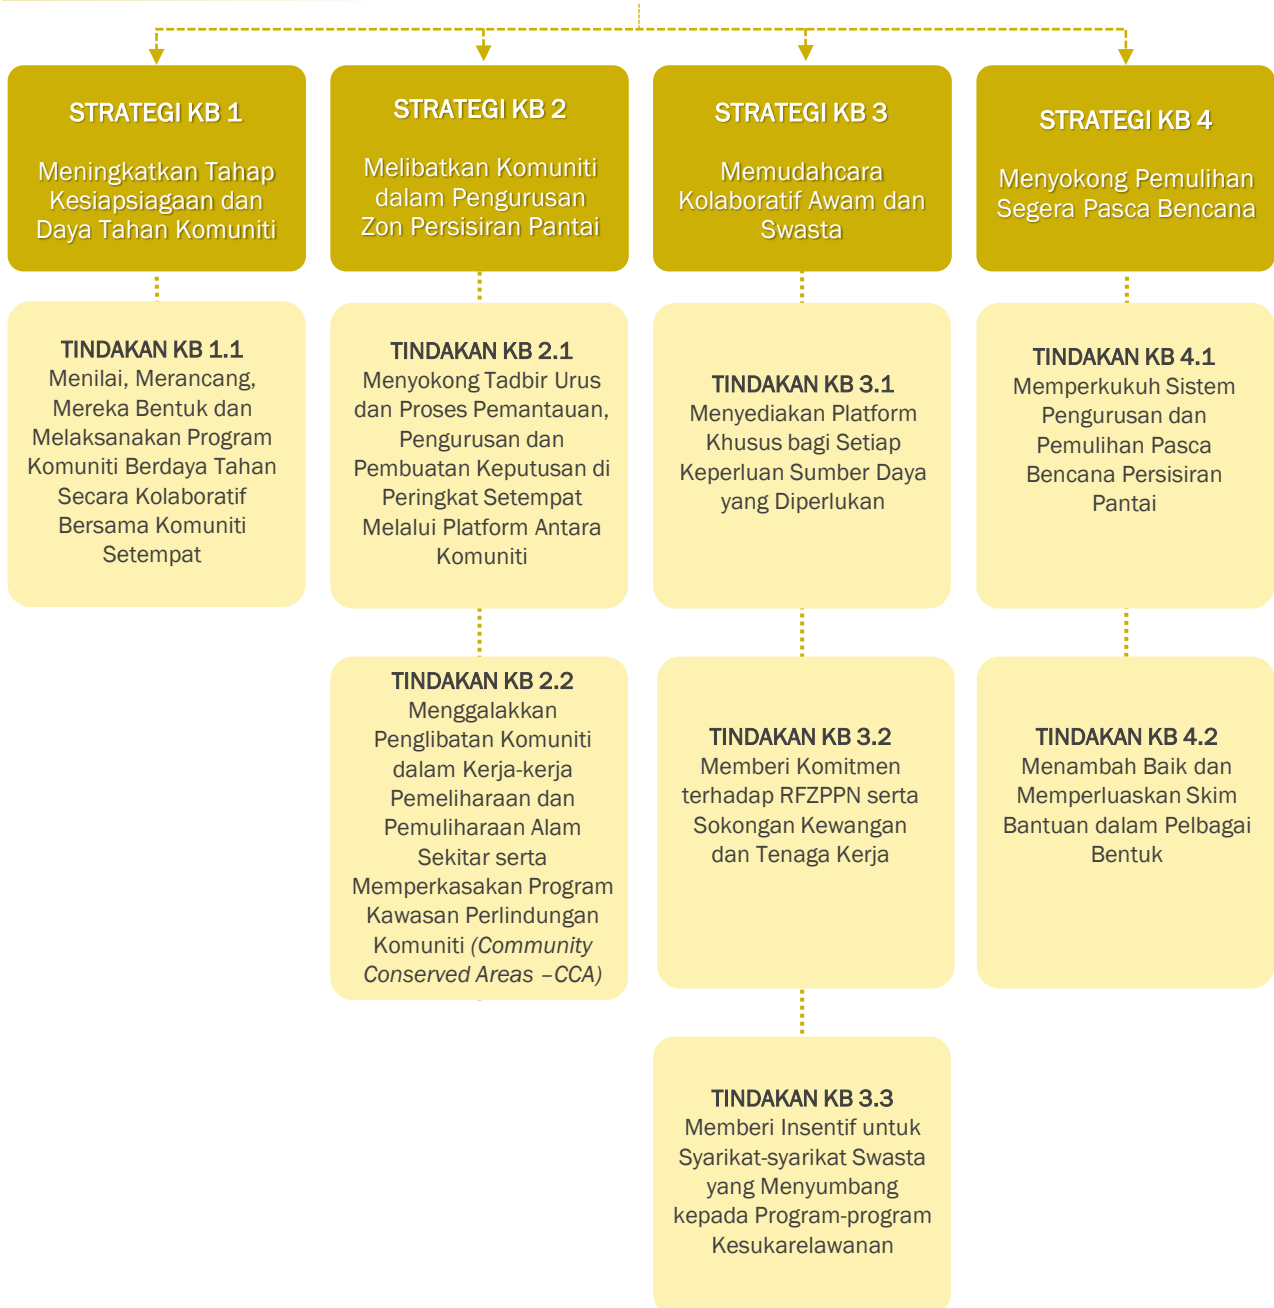 STRATEGI KB 1
Meningkatkan Tahap
Kesiapsiagaan dan
Daya Tahan Komuniti
STRATEGI KB 2
Melibatkan Komuniti
dalam Pengurusan
Zon Persisiran Pantai
STRATEGI KB 3
Memudahcara
Kolaboratif Awam dan
Swasta
STRATEGI KB 4
Menyokong Pemulihan
Segera Pasca Bencana
TINDAKAN KB 1.1
Menilai, Merancang,
Mereka Bentuk dan
Melaksanakan Program
Komuniti Berdaya Tahan
Secara Kolaboratif
Bersama Komuniti
Setempat
TINDAKAN KB 2.1
Menyokong Tadbir Urus
dan Proses Pemantauan,
Pengurusan dan
Pembuatan Keputusan di
Peringkat Setempat
Melalui Platform Antara
Komuniti
TINDAKAN KB 3.1
Menyediakan Platform
Khusus bagi Setiap
Keperluan Sumber Daya
yang Diperlukan
TINDAKAN KB 4.1
Memperkukuh Sistem
Pengurusan dan
Pemulihan Pasca
Bencana Persisiran
Pantai
TINDAKAN KB 2.2
Menggalakkan
Penglibatan Komuniti
dalam Kerja-kerja
Pemeliharaan dan
Pemuliharaan Alam
Sekitar serta
Memperkasakan Program
Kawasan Perlindungan
Komuniti (Community
Conserved Areas –CCA)
TINDAKAN KB 3.2
Memberi Komitmen
terhadap RFZPPN serta
Sokongan Kewangan
dan Tenaga Kerja
TINDAKAN KB 4.2
Menambah Baik dan
Memperluaskan Skim
Bantuan dalam Pelbagai
Bentuk
TINDAKAN KB 3.3
Memberi Insentif untuk
Syarikat-syarikat Swasta
yang Menyumbang
kepada Program-program
Kesukarelawanan